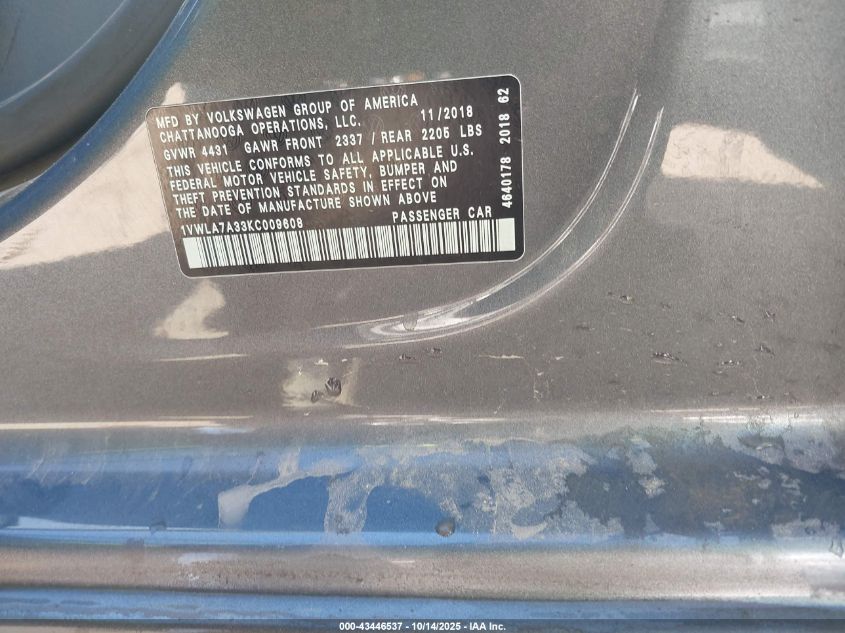 MFD BY VOLKSWAGEN GROUP OF AMERICA
CHATTANOOGA OPERATIONS, LLC. 11/2018
GVWR 4431 GAWR FRONT 2337 / REAR 2205 LBS
THIS VEHICLE CONFORMS TO ALL APPLICABLE U.S.
FEDERAL MOTOR VEHICLE SAFETY, BUMPER AND
THEFT PREVENTION STANDARDS IN EFFECT ON
THE DATE OF MANUFACTURE SHOWN ABOVE
1VWLA7A33KC009608 PASSENGER CAR
4640178 2018 62
000-43446537 - 10/14/2025 - IAA Inc.